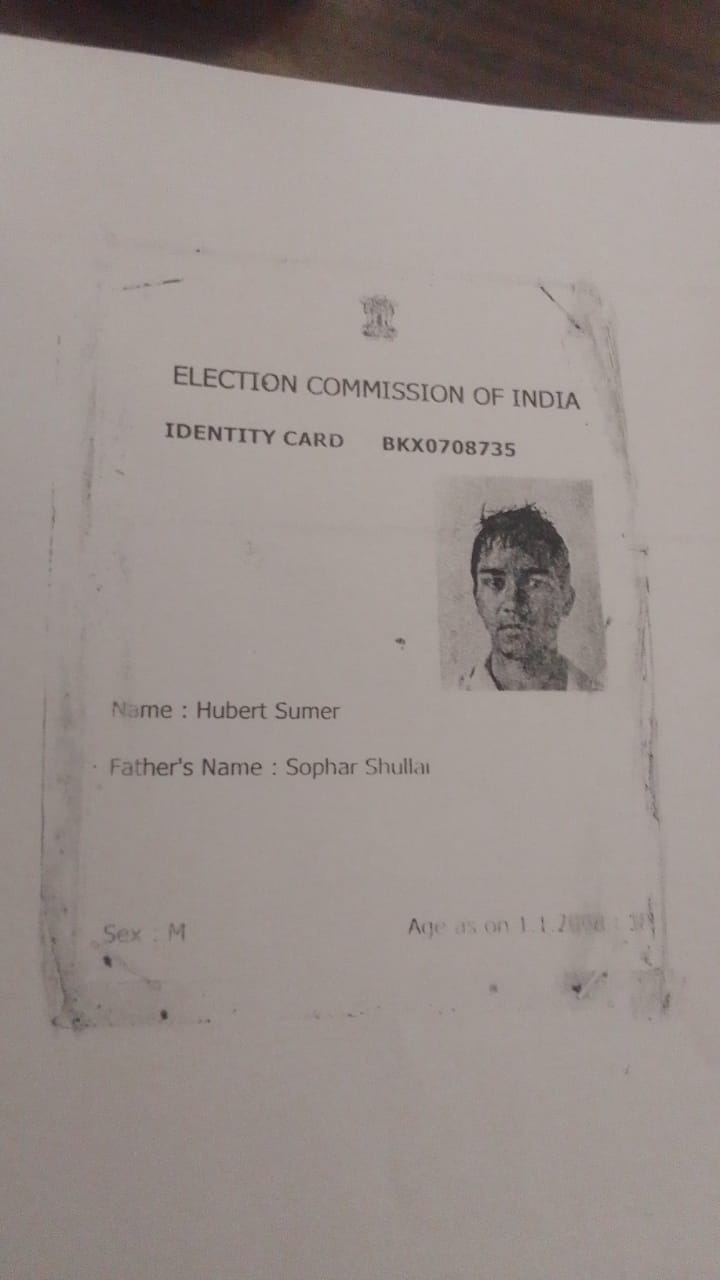 ELECTION COMMISSION OF INDIA
IDENTITY CARD BKX0708735
Name : Hubert Sumer
Father's Name : Sophar Shullai
Sex : M
Age as on 1.1.